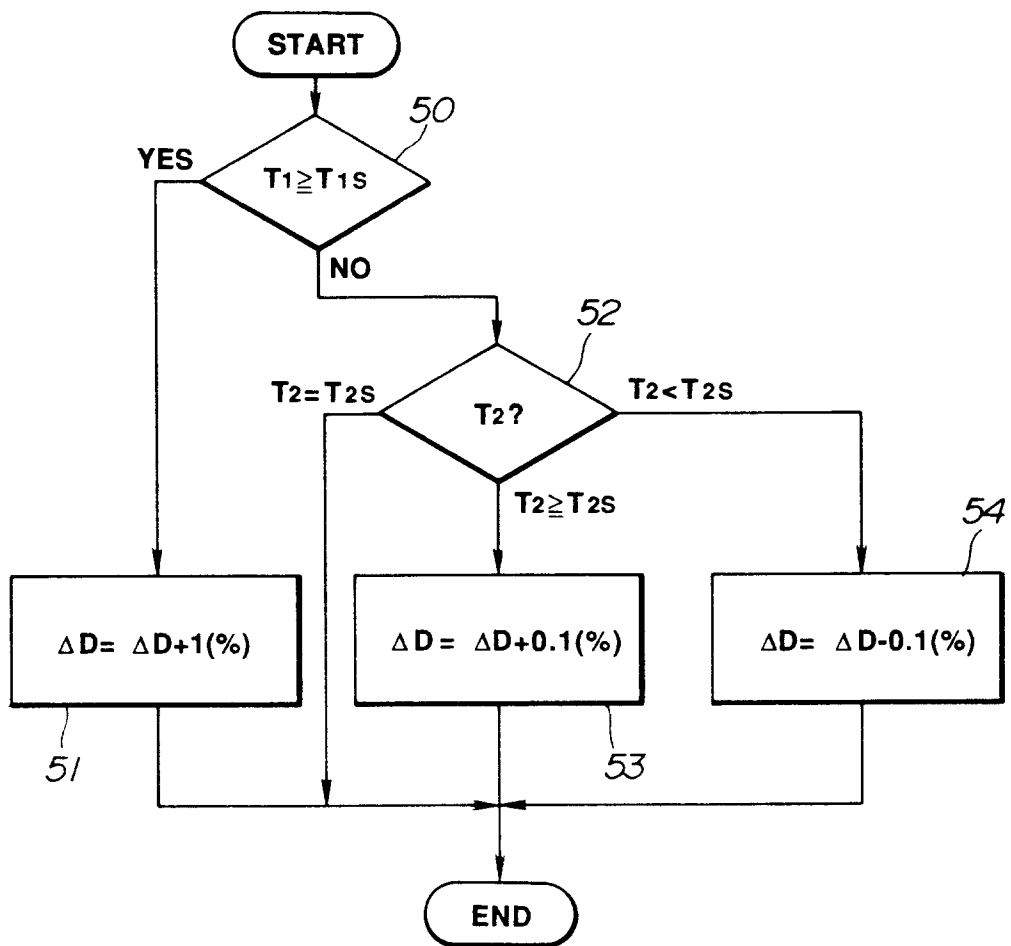 START
50
YES
T1≧T1S
NO
52
T2=T2S
T2?
T2<T2S
T2≧T2S
54
ΔD= ΔD+1(%)
ΔD= ΔD+0.1(%)
ΔD= ΔD-0.1(%)
51
53
END